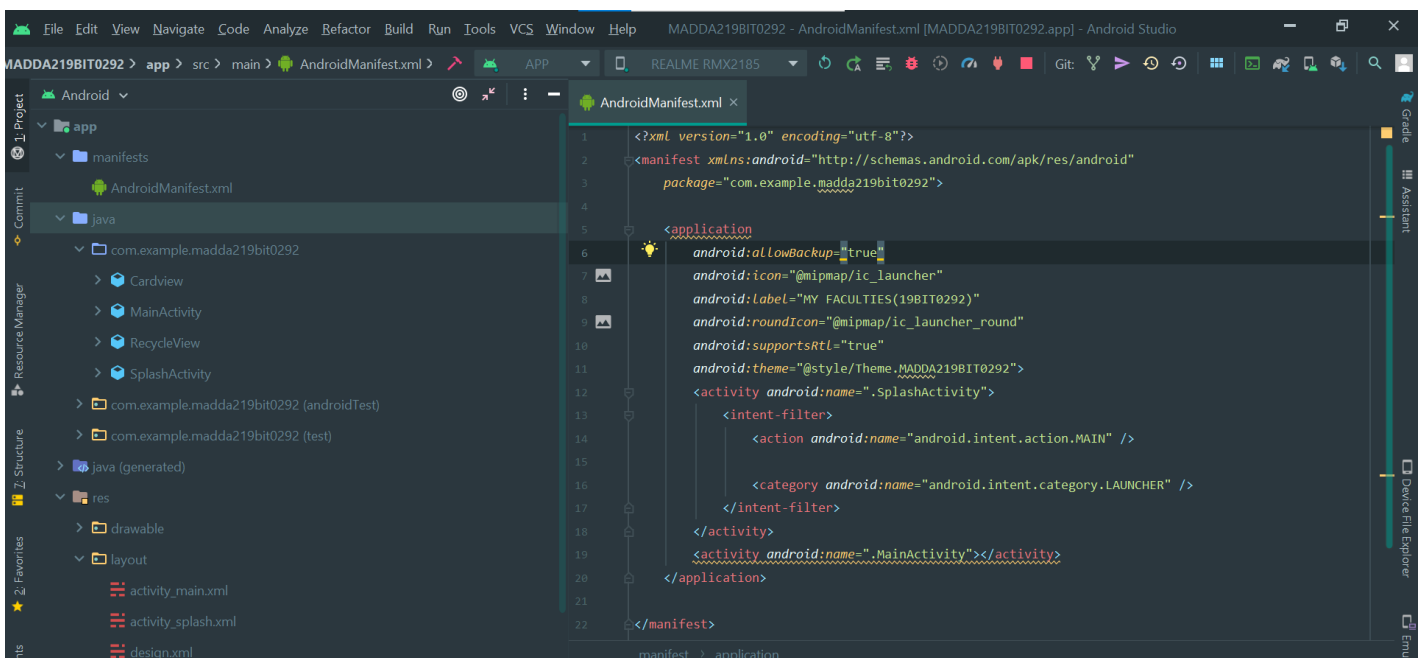 File Edit View Navigate Code Analyze Refactor Build Run Tools VCS Window Help MADDA219BIT0292 - AndroidManifest.xml [MADDA219BIT0292.app] - Android Studio
MADDA219BIT0292 > app > src > main > AndroidManifest.xml > APP REALME RMX2185 Git:
1: Project
Commit
Resource Manager
7: Structure
2: Favorites
Android
app
manifests
AndroidManifest.xml
java
com.example.madda219bit0292
Cardview
MainActivity
RecycleView
SplashActivity
com.example.madda219bit0292 (androidTest)
com.example.madda219bit0292 (test)
java (generated)
res
drawable
layout
activity_main.xml
activity_splash.xml
design.xml
AndroidManifest.xml ×
1 <?xml version="1.0" encoding="utf-8"?>
2 <manifest xmlns:android="http://schemas.android.com/apk/res/android"
3 package="com.example.madda219bit0292">
4
5 <application
6 android:allowBackup="true"
7 android:icon="@mipmap/ic_launcher"
8 android:label="MY FACULTIES(19BIT0292)"
9 android:roundIcon="@mipmap/ic_launcher_round"
10 android:supportsRtl="true"
11 android:theme="@style/Theme.MADDA219BIT0292">
12 <activity android:name=".SplashActivity">
13 <intent-filter>
14 <action android:name="android.intent.action.MAIN" />
15
16 <category android:name="android.intent.category.LAUNCHER" />
17 </intent-filter>
18 </activity>
19 <activity android:name=".MainActivity"></activity>
20 </application>
21
22 </manifest>
manifest > application
Gradle
Assistant
Device File Explorer